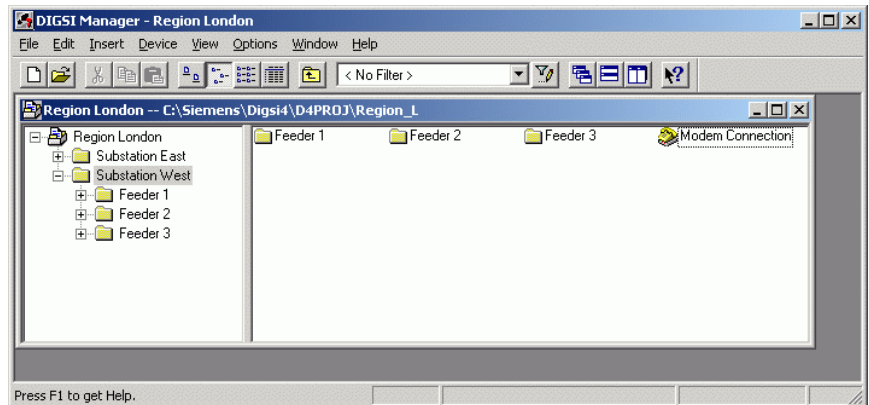 DIGSI Manager - Region London
File Edit Insert Device View Options Window Help
< No Filter >
Region London -- C:\Siemens\Digsi4\D4PROJ\Region_L
Region London
Substation East
Substation West
Feeder 1
Feeder 2
Feeder 3
Feeder 1 Feeder 2 Feeder 3 Modem Connection
Press F1 to get Help.